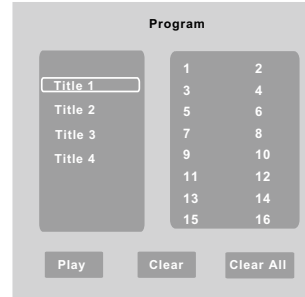 Program
Title 1
Title 2
Title 3
Title 4
1 2
3 4
5 6
7 8
9 10
11 12
13 14
15 16
Play Clear Clear All